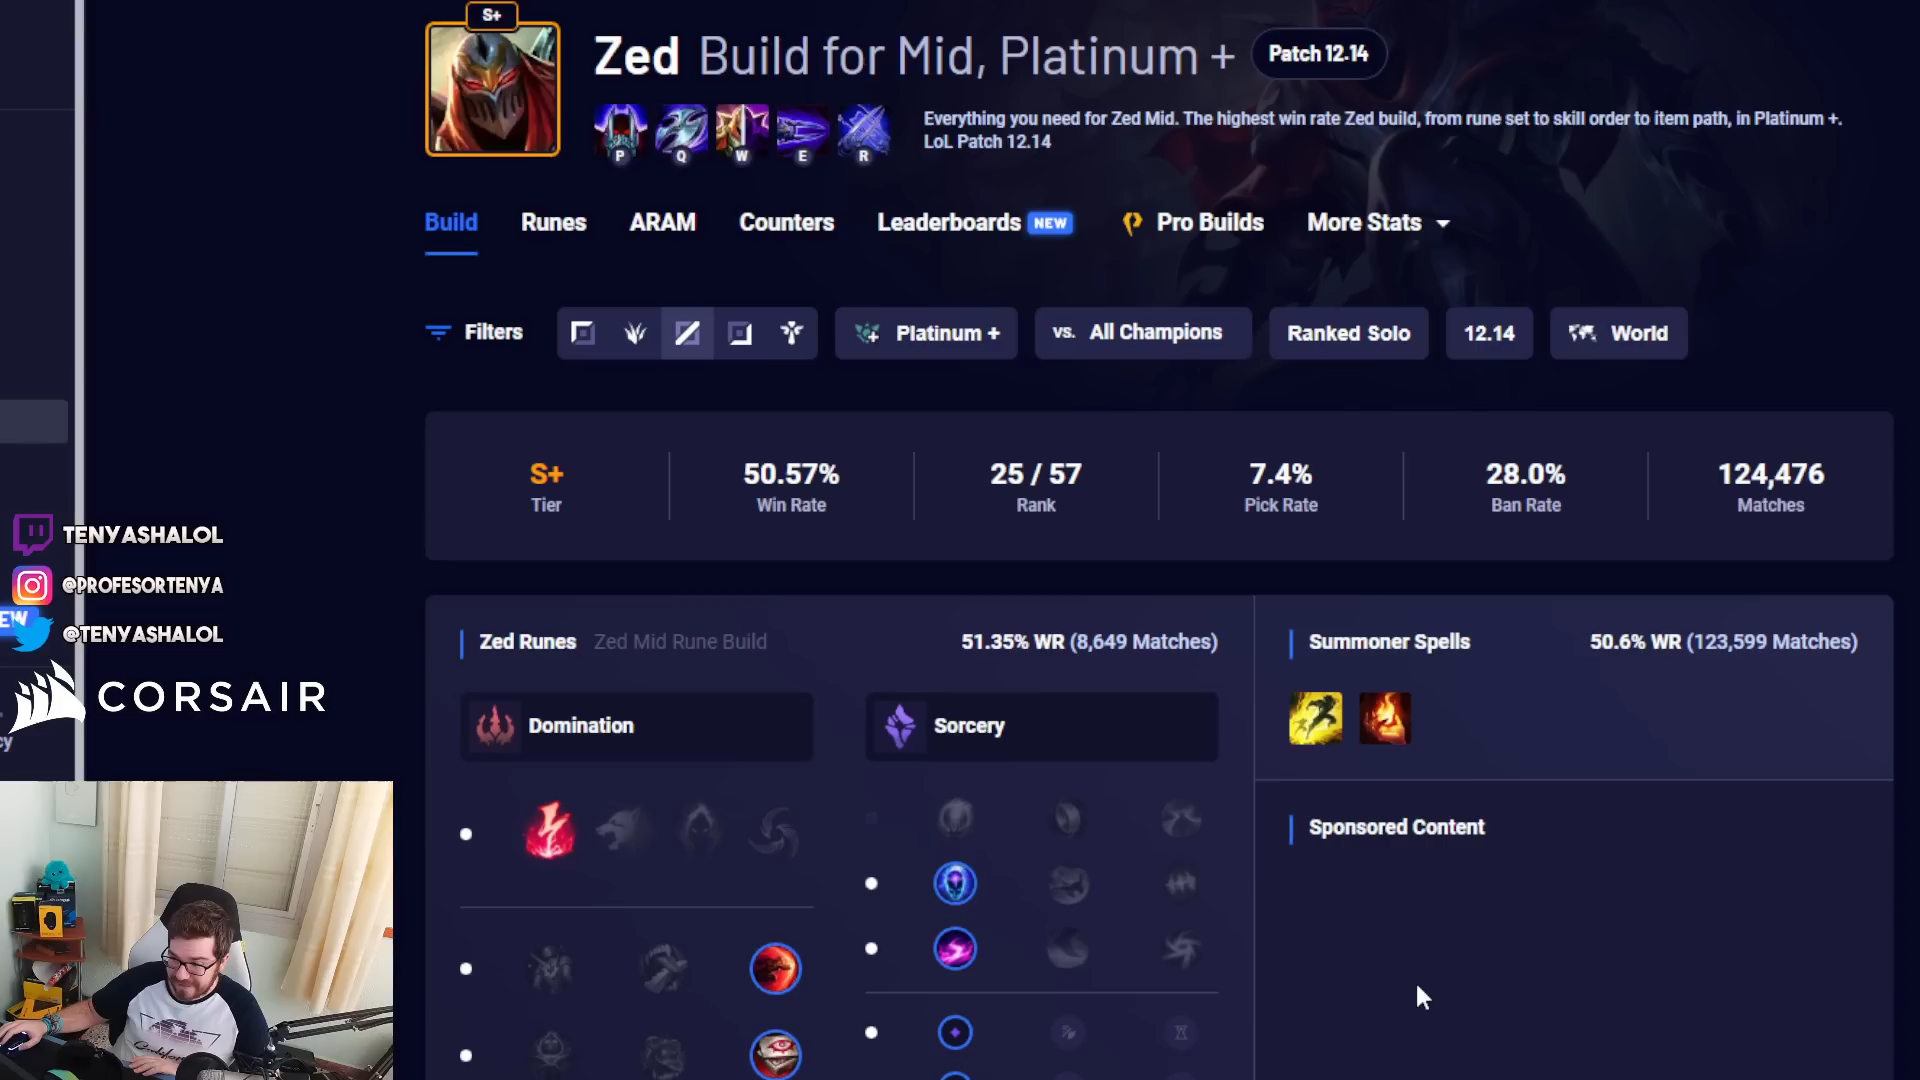 S+
Zed Build for Mid, Platinum +
Patch 12.14
P Q W E R
Everything you need for Zed Mid. The highest win rate Zed build, from rune set to skill order to item path, in Platinum +.
LoL Patch 12.14
Build Runes ARAM Counters Leaderboards NEW Pro Builds More Stats
Filters Platinum + vs. All Champions Ranked Solo 12.14 World
S+ 50.57% 25 / 57 7.4% 28.0% 124,476
Tier Win Rate Rank Pick Rate Ban Rate Matches
TENYASHALOL
@PROFESORTENYA
EW
@TENYASHALOL
CORSAIR
cy
Zed Runes Zed Mid Rune Build 51.35% WR (8,649 Matches)
Summoner Spells 50.6% WR (123,599 Matches)
Domination Sorcery
Sponsored Content